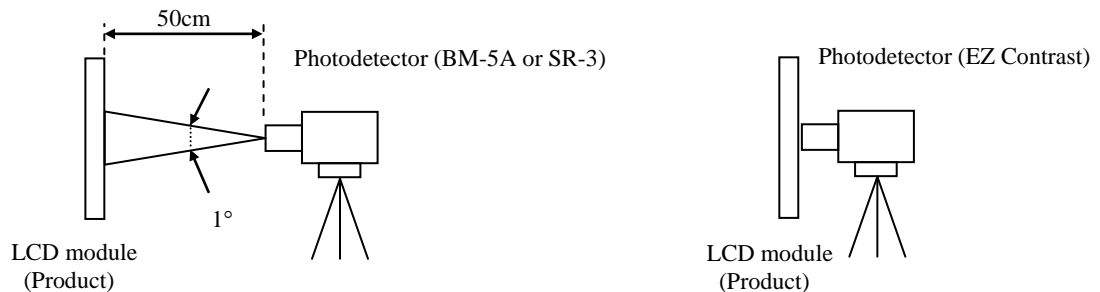 50cm
Photodetector (BM-5A or SR-3)
1°
LCD module
(Product)
Photodetector (EZ Contrast)
LCD module
(Product)